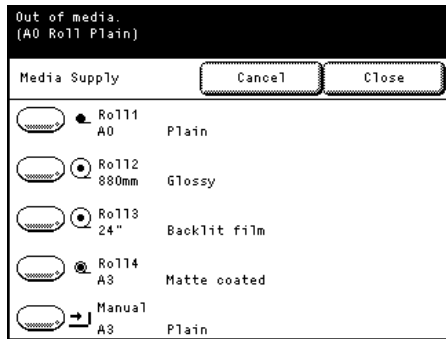 Out of media.
(A0 Roll Plain)
Media Supply Cancel Close
Roll1
A0 Plain
Roll2
880mm Glossy
Roll3
24" Backlit film
Roll4
A3 Matte coated
Manual
A3 Plain